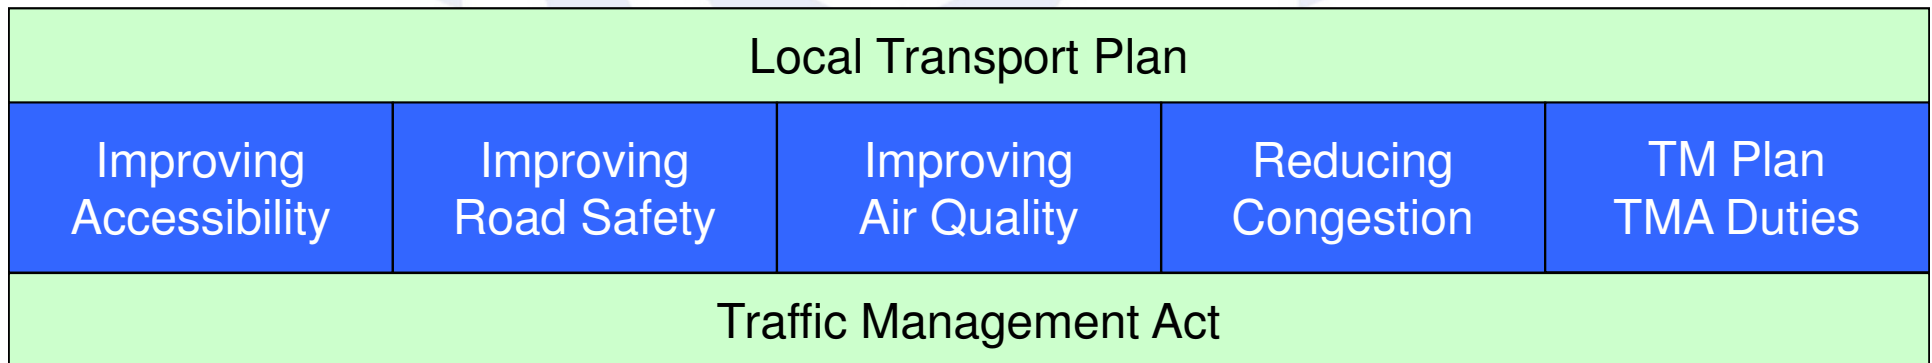 Local Transport Plan
Improving
Accessibility
Improving
Road Safety
Improving
Air Quality
Reducing
Congestion
TM Plan
TMA Duties
Traffic Management Act